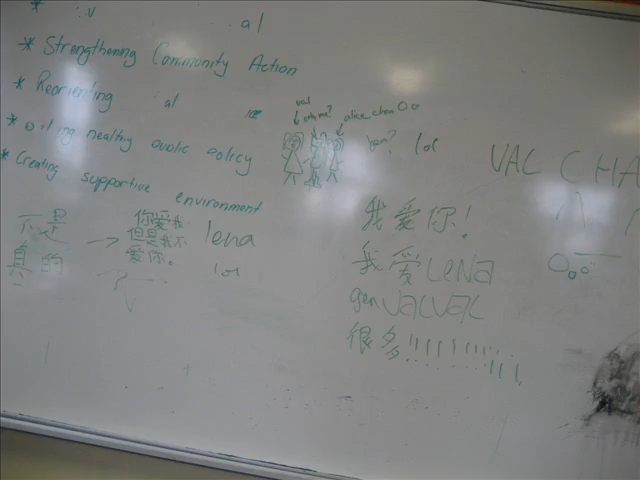 al
* Strengthening Community Action
* Reorienting
val
alice chan O.o
lol
* healthy public policy
* Creating supportive environment
不是
真的
你爱我
但是我不
爱你。
lena
lol
VAL CHA
我爱你!
我爱LeNa
VALVAL
很多!!!!!!!!!!!!